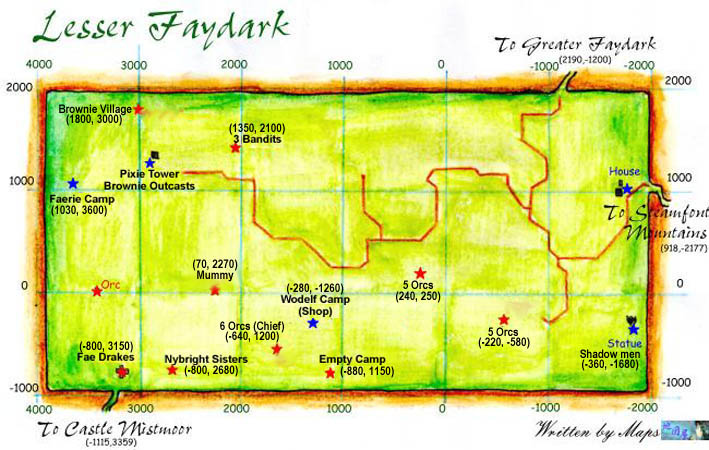 Lesser Faydark
To Greater Faydark
(2190,-1200)
4000 3000 2000 1000 0 -1000 -2000
2000
2000
Brownie Village
(1800, 3000)
(1350, 2100)
3 Bandits
Pixie Tower
Brownie Outcasts
House
1000
1000
Faerie Camp
(1030, 3600)
To Steamfont
Mountains
(918,-2177)
(70, 2270)
Mummy
Orc
(-280, -1260)
Wodelf Camp
(Shop)
5 Orcs
(240, 250)
0
0
6 Orcs (Chief)
(-640, 1200)
5 Orcs
(-220, -580)
Statue
Shadow men
(-360, -1680)
(-800, 3150)
Fae Drakes
Nybright Sisters
(-800, 2680)
Empty Camp
(-880, 1150)
-1000
-1000
4000 3000 2000 1000 0 -1000 -2000
To Castle Mistmoor
(-1115,3359)
Written by Maps